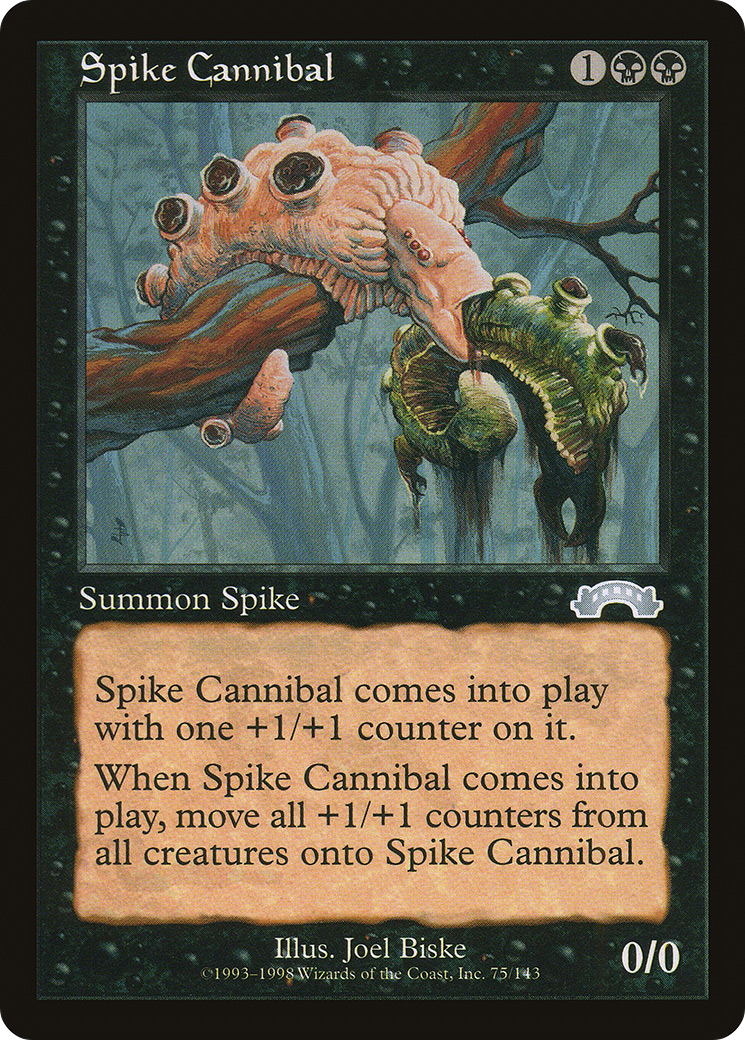 Spike Cannibal 1
Summon Spike
Spike Cannibal comes into play
with one +1/+1 counter on it.
When Spike Cannibal comes into
play, move all +1/+1 counters from
all creatures onto Spike Cannibal.
Illus. Joel Biske
©1993–1998 Wizards of the Coast, Inc. 75/143
0/0